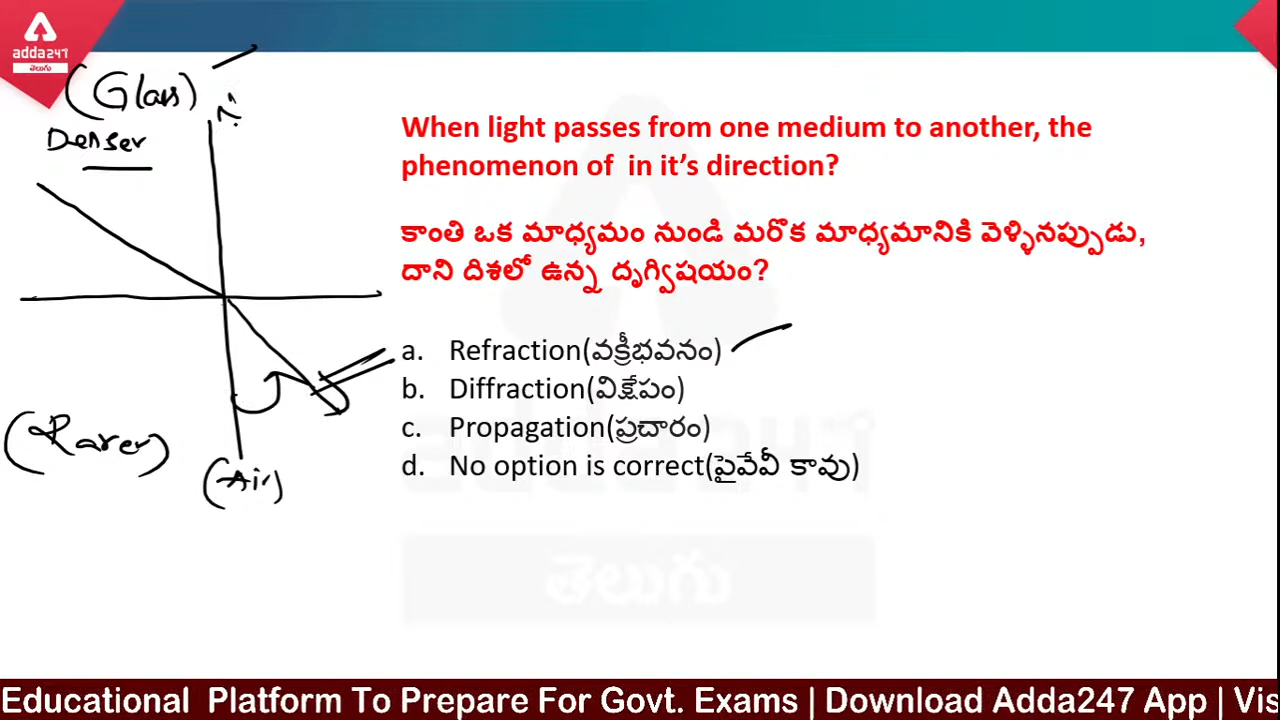 adda247
తెలుగు
(Glass)
Denser
When light passes from one medium to another, the
phenomenon of in it's direction?
కాంతి ఒక మాధ్యమం నుండి మరొక మాధ్యమానికి వెళ్ళినప్పుడు,
దాని దిశలో ఉన్న దృగ్విషయం?
a. Refraction(వక్రీభవనం)
b. Diffraction(విక్షేపం)
c. Propagation(ప్రచారం)
d. No option is correct(పైవేవీ కావు)
(Rarer)
(Air)
adda247
తెలుగు
Educational Platform To Prepare For Govt. Exams | Download Adda247 App | Vis